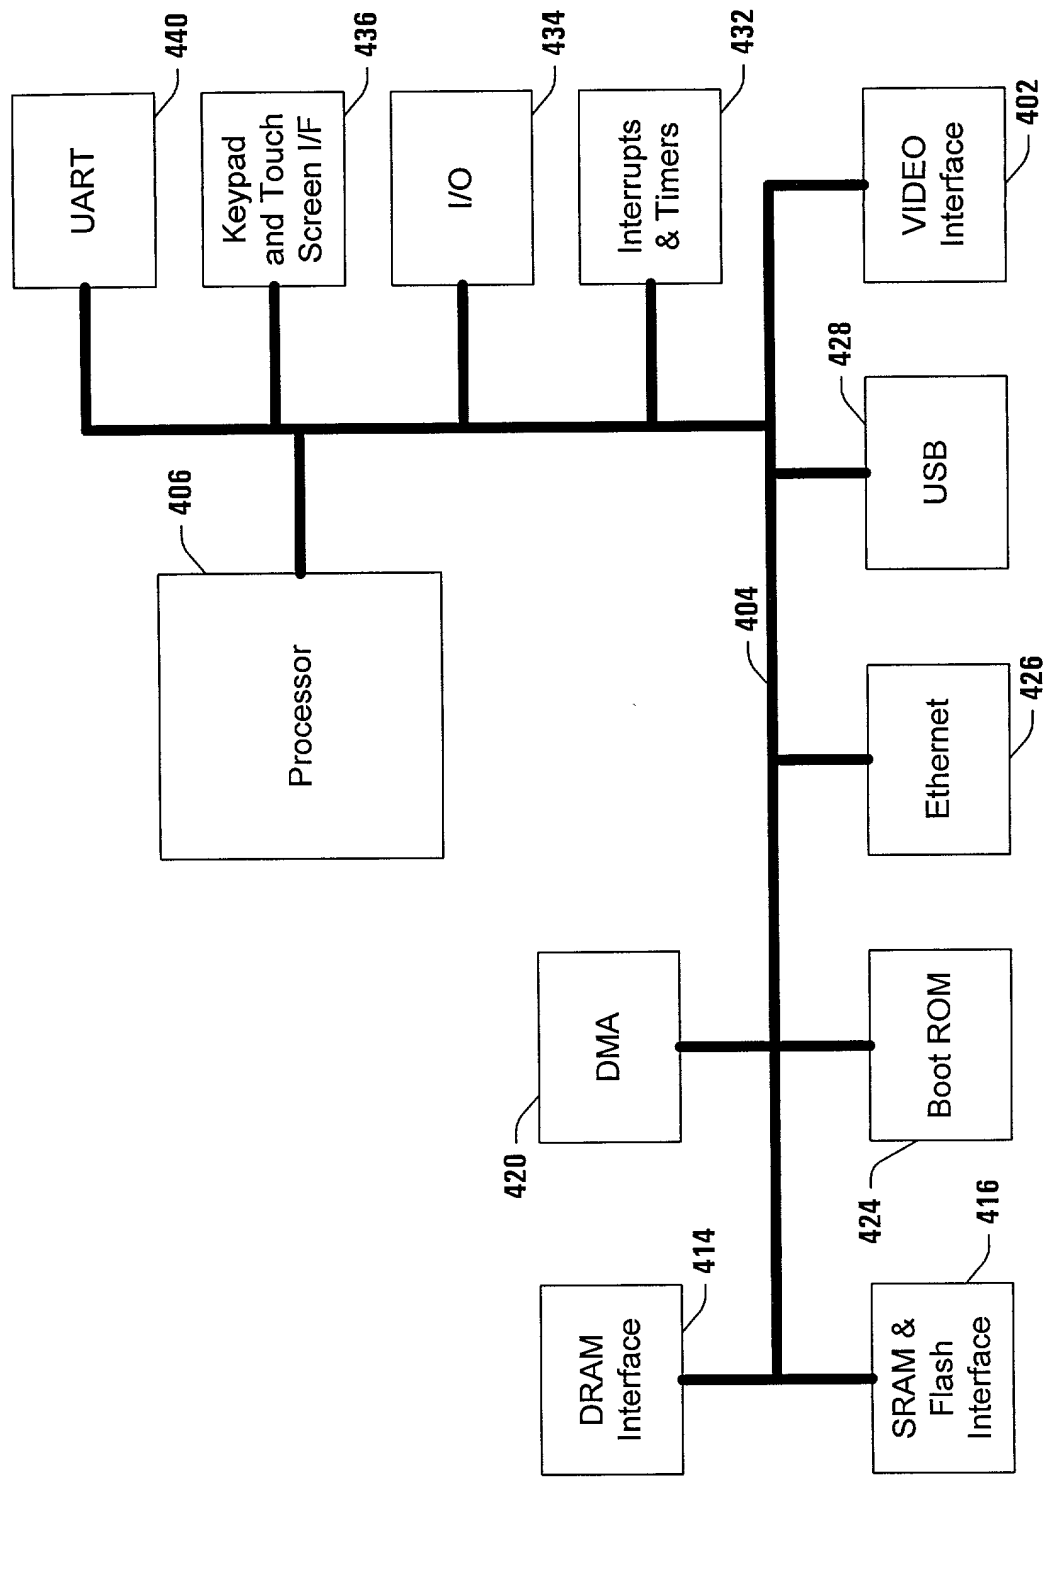 440
UART
436
Keypad
and Touch
Screen I/F
434
I/O
432
Interrupts
& Timers
406
Processor
420
DMA
414
DRAM
Interface
404
416
SRAM &
Flash
Interface
424
Boot ROM
Ethernet
426
428
USB
VIDEO
Interface
402